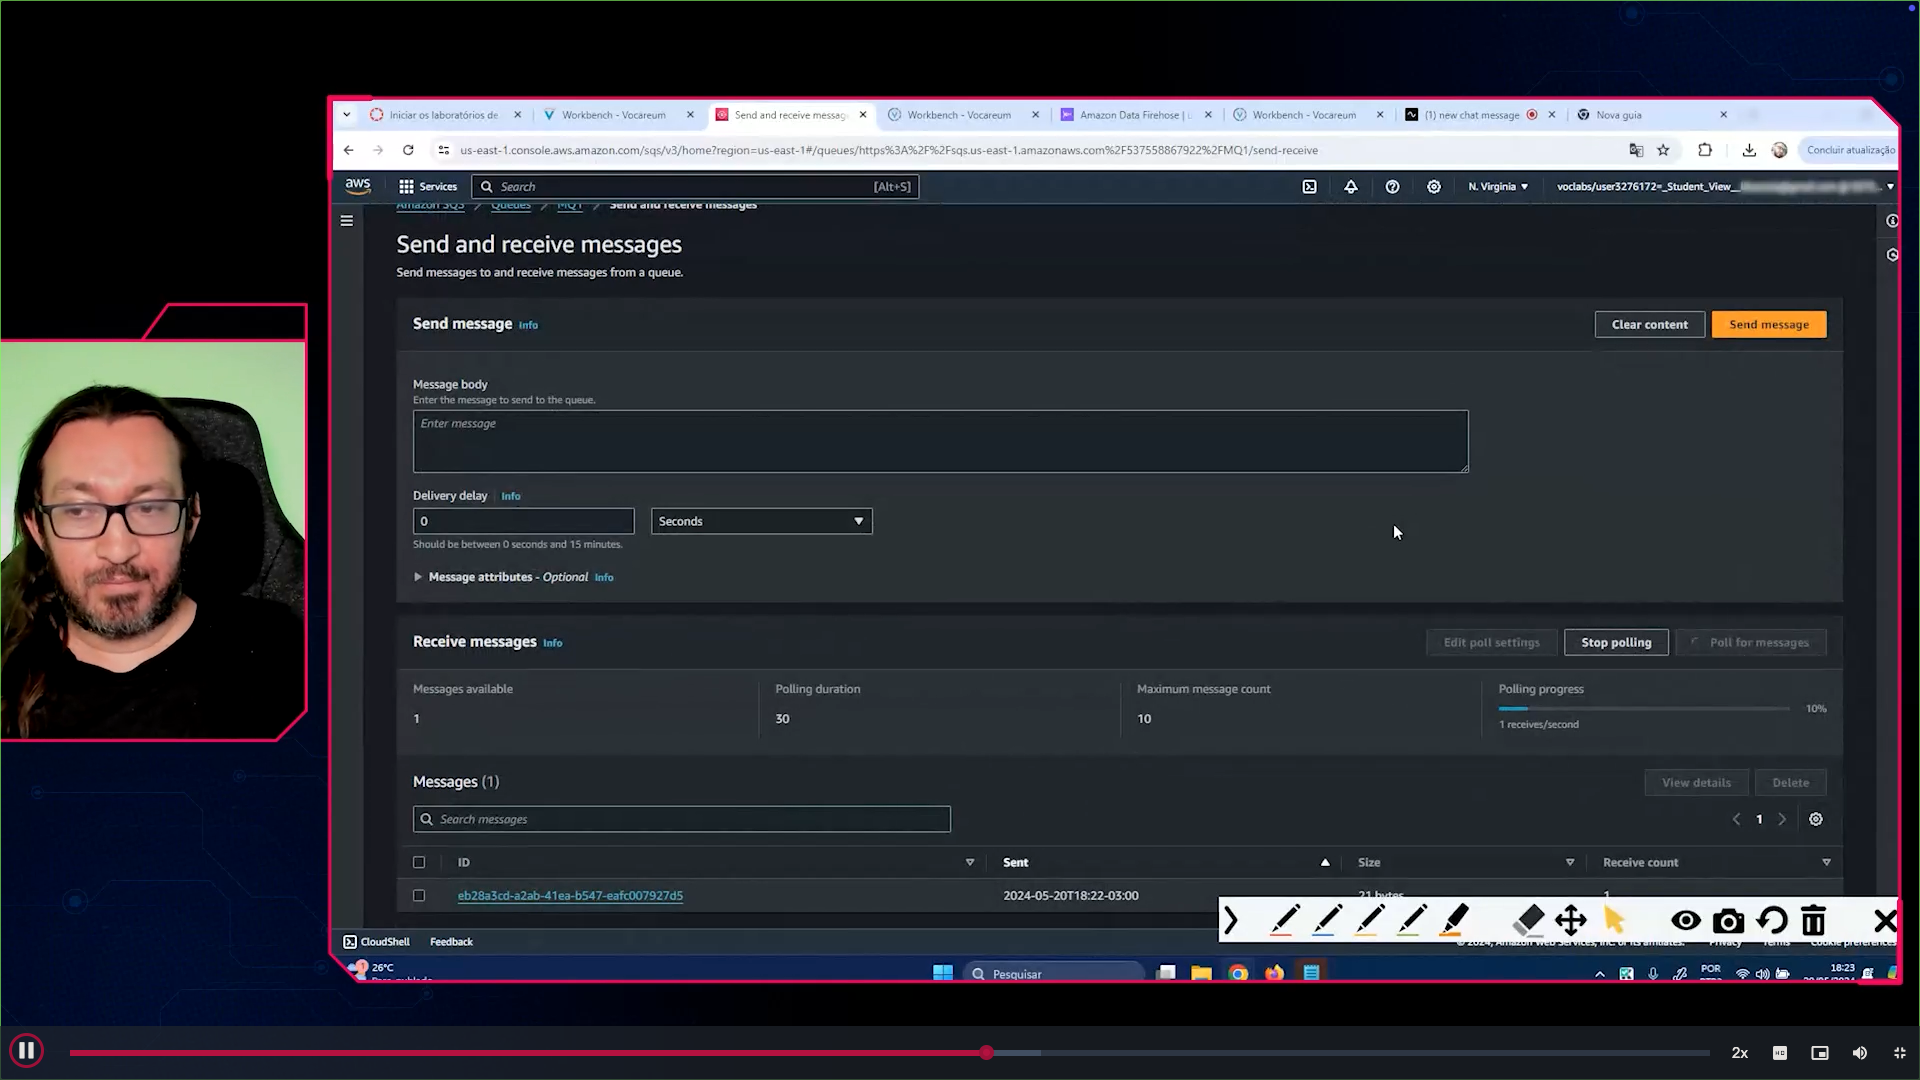 Iniciar os laboratórios de
Workbench - Vocareum
Send and receive messag
Workbench - Vocareum
Amazon Data Firehose |
Workbench - Vocareum
(1) new chat message
Nova guia
us-east-1.console.aws.amazon.com/sqs/v3/home?region=us-east-1#/queues/https%3A%2F%2Fsqs.us-east-1.amazonaws.com%2F537558867922%2FMQ1/send-receive
Concluir atualização
aws
Services
Search
[Alt+S]
N. Virginia
voclabs/user3276172=_Student_View_
Amazon SQS
Queues
MQ1
Send and receive messages
Send and receive messages
Send messages to and receive messages from a queue.
Send message Info
Clear content
Send message
Message body
Enter the message to send to the queue.
Enter message
Delivery delay Info
0
Seconds
Should be between 0 seconds and 15 minutes.
Message attributes - Optional Info
Receive messages Info
Edit poll settings
Stop polling
Poll for messages
Messages available
1
Polling duration
30
Maximum message count
10
Polling progress
10%
1 receives/second
Messages (1)
View details
Delete
Search messages
1
ID
Sent
Size
Receive count
eb28a3cd-a2ab-41ea-b547-eafc007927d5
2024-05-20T18:22-03:00
21 bytes
1
CloudShell
Feedback
© 2024, Amazon Web Services, Inc. or its affiliates.
Privacy
Terms
Cookie preferences
26°C
Pesquisar
POR
18:23
2x